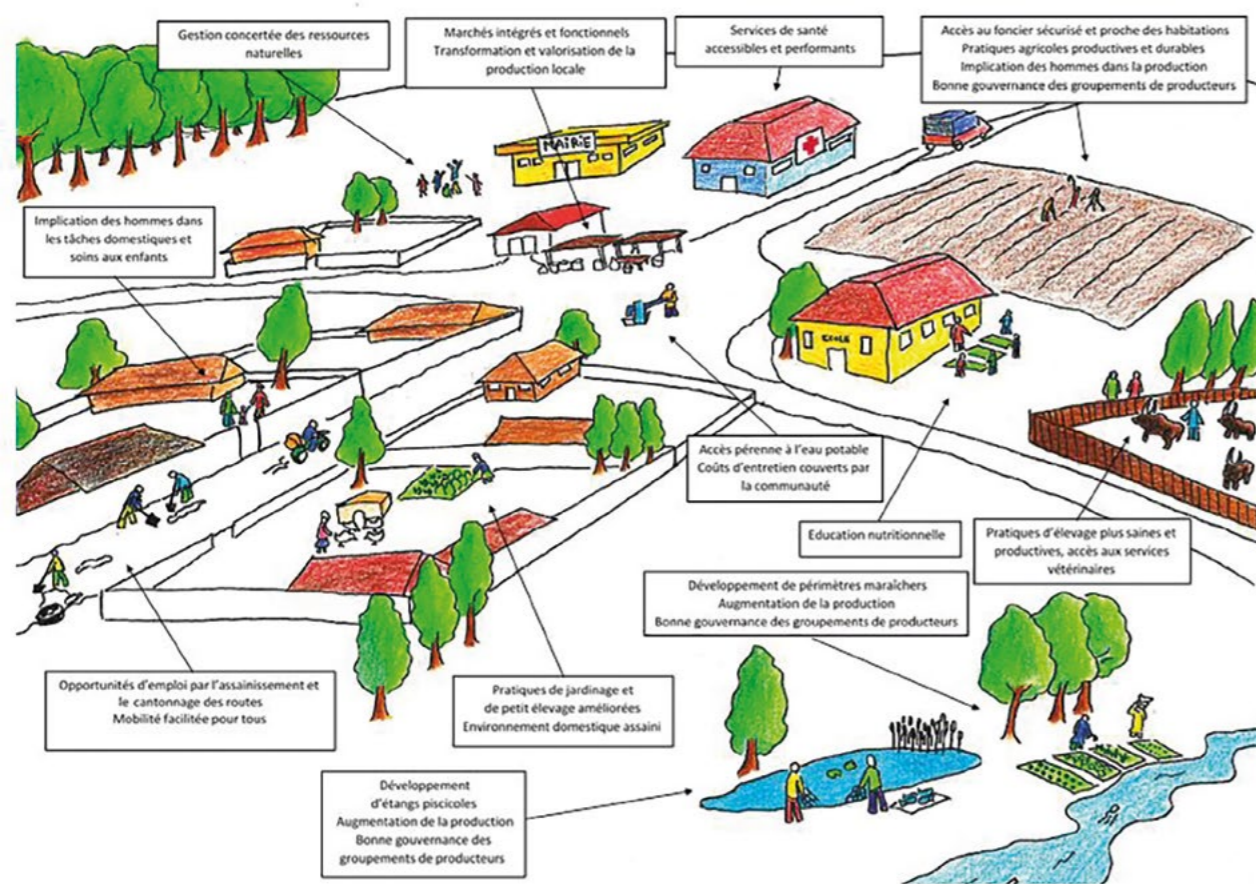 Gestion concertée des ressources
naturelles
Marchés intégrés et fonctionnels
Transformation et valorisation de la
production locale
Services de santé
accessibles et performants
Accès au foncier sécurisé et proche des habitations
Pratiques agricoles productives et durables
Implication des hommes dans la production
Bonne gouvernance des groupements de producteurs
MAIRIE
Implication des hommes dans
les tâches domestiques et
soins aux enfants
ECOLE
Accès pérenne à l'eau potable
Coûts d'entretien couverts par
la communauté
Education nutritionnelle
Pratiques d'élevage plus saines et
productives, accès aux services
vétérinaires
Développement de périmètres maraîchers
Augmentation de la production
Bonne gouvernance des groupements de producteurs
Opportunités d'emploi par l'assainissement et
le cantonnage des routes
Mobilité facilitée pour tous
Pratiques de jardinage et
de petit élevage améliorées
Environnement domestique assaini
Développement
d'étangs piscicoles
Augmentation de la production
Bonne gouvernance des
groupements de producteurs